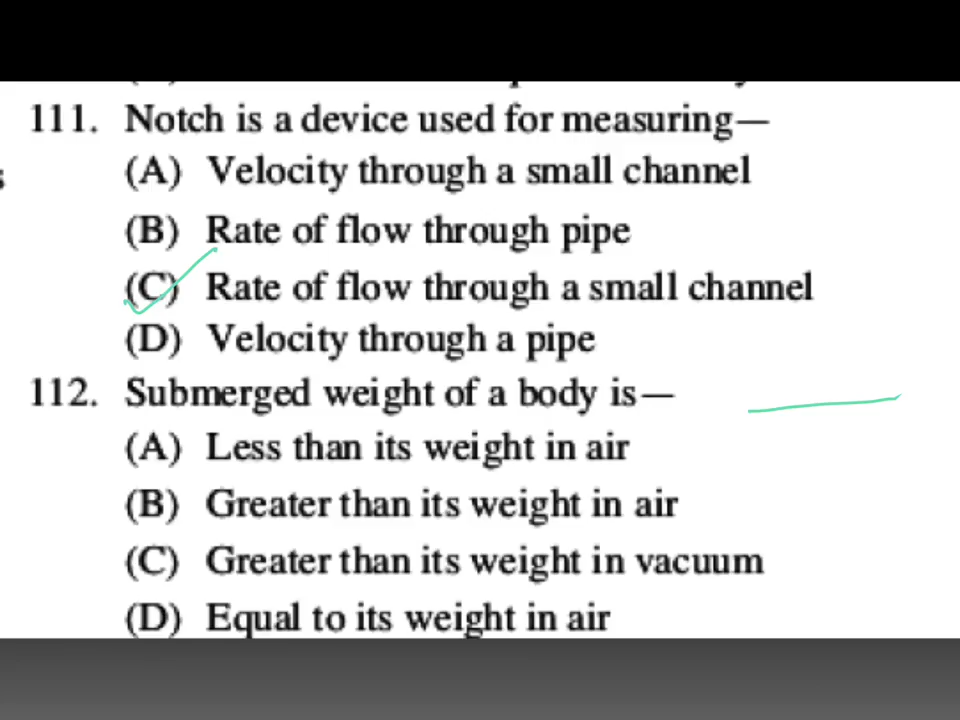 111. Notch is a device used for measuring—
(A) Velocity through a small channel
(B) Rate of flow through pipe
(C) Rate of flow through a small channel
(D) Velocity through a pipe
112. Submerged weight of a body is—
(A) Less than its weight in air
(B) Greater than its weight in air
(C) Greater than its weight in vacuum
(D) Equal to its weight in air